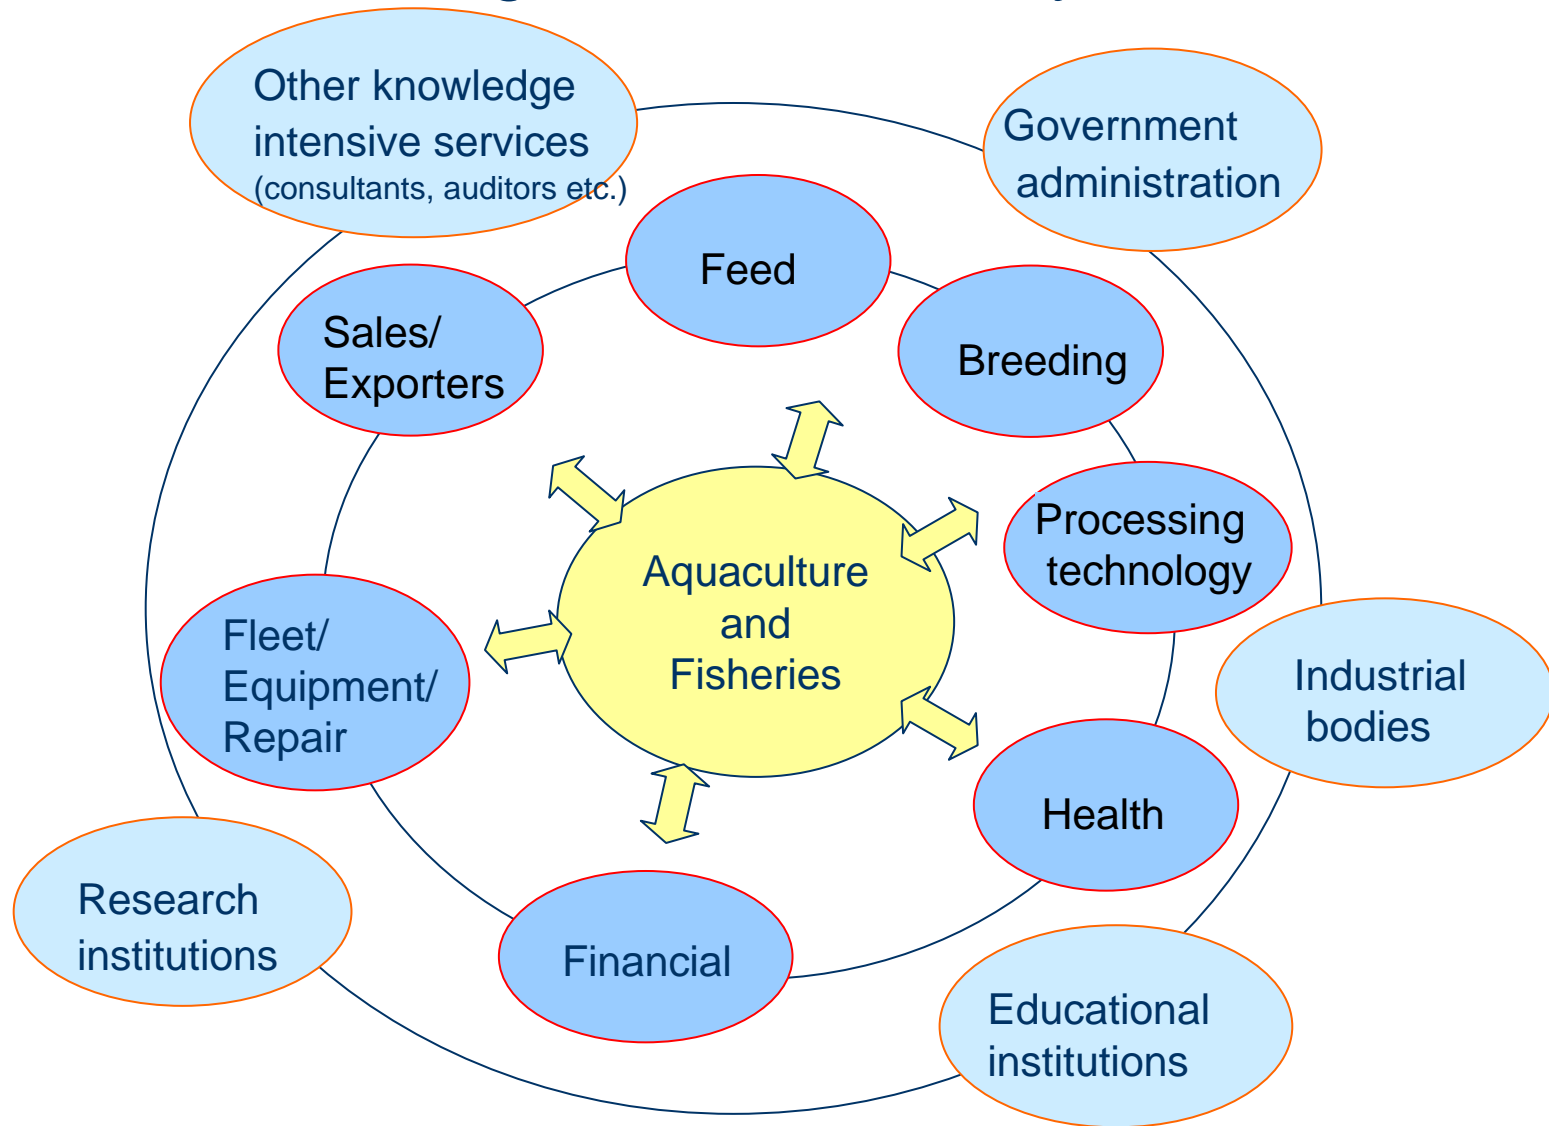 Other knowledge
intensive services
(consultants, auditors etc.)
Government
administration
Feed
Sales/
Exporters
Breeding
Processing
technology
Aquaculture
and
Fisheries
Fleet/
Equipment/
Repair
Industrial
bodies
Health
Research
institutions
Financial
Educational
institutions